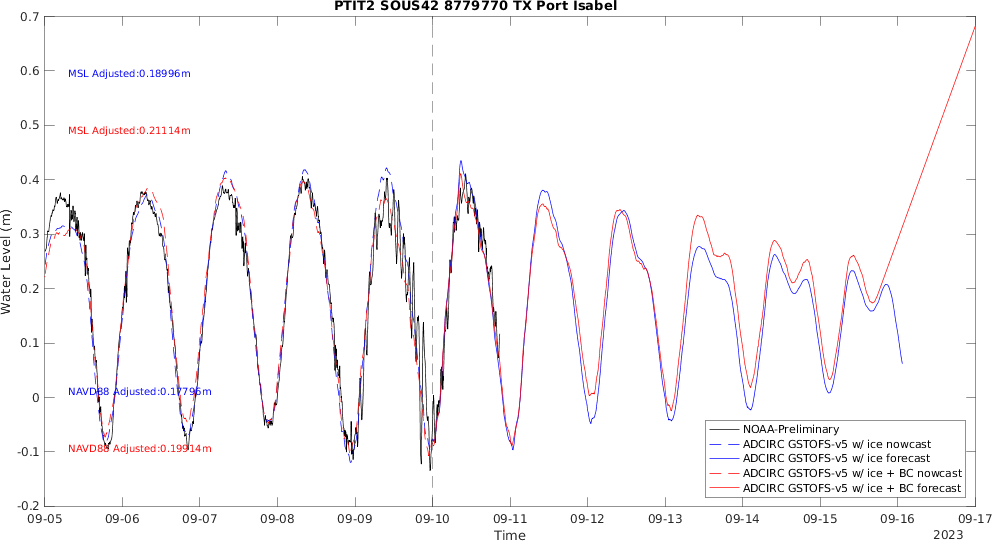 PTIT2 SOUS42 8779770 TX Port Isabel
0.7
0.6
0.5
0.4
0.3
0.2
0.1
0
-0.1
-0.2
Water Level (m)
MSL Adjusted:0.18996m
MSL Adjusted:0.21114m
NAVD88 Adjusted:0.17796m
NAVD88 Adjusted:0.19914m
NOAA-Preliminary
ADCIRC GSTOFS-v5 w/ ice nowcast
ADCIRC GSTOFS-v5 w/ ice forecast
ADCIRC GSTOFS-v5 w/ ice + BC nowcast
ADCIRC GSTOFS-v5 w/ ice + BC forecast
09-05 09-06 09-07 09-08 09-09 09-10 09-11 09-12 09-13 09-14 09-15 09-16 09-17
Time
2023